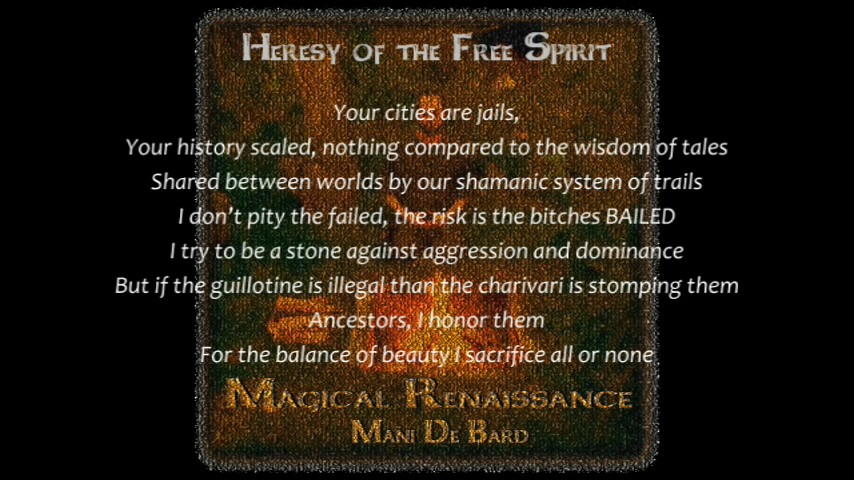 Heresy of the Free Spirit
Your cities are jails,
Your history scaled, nothing compared to the wisdom of tales
Shared between worlds by our shamanic system of trails
I don't pity the failed, the risk is the bitches BAILED
I try to be a stone against aggression and dominance
But if the guillotine is illegal than the charivari is stomping them
Ancestors, I honor them
For the balance of beauty I sacrifice all or none
Magical Renaissance
Mani De Bard